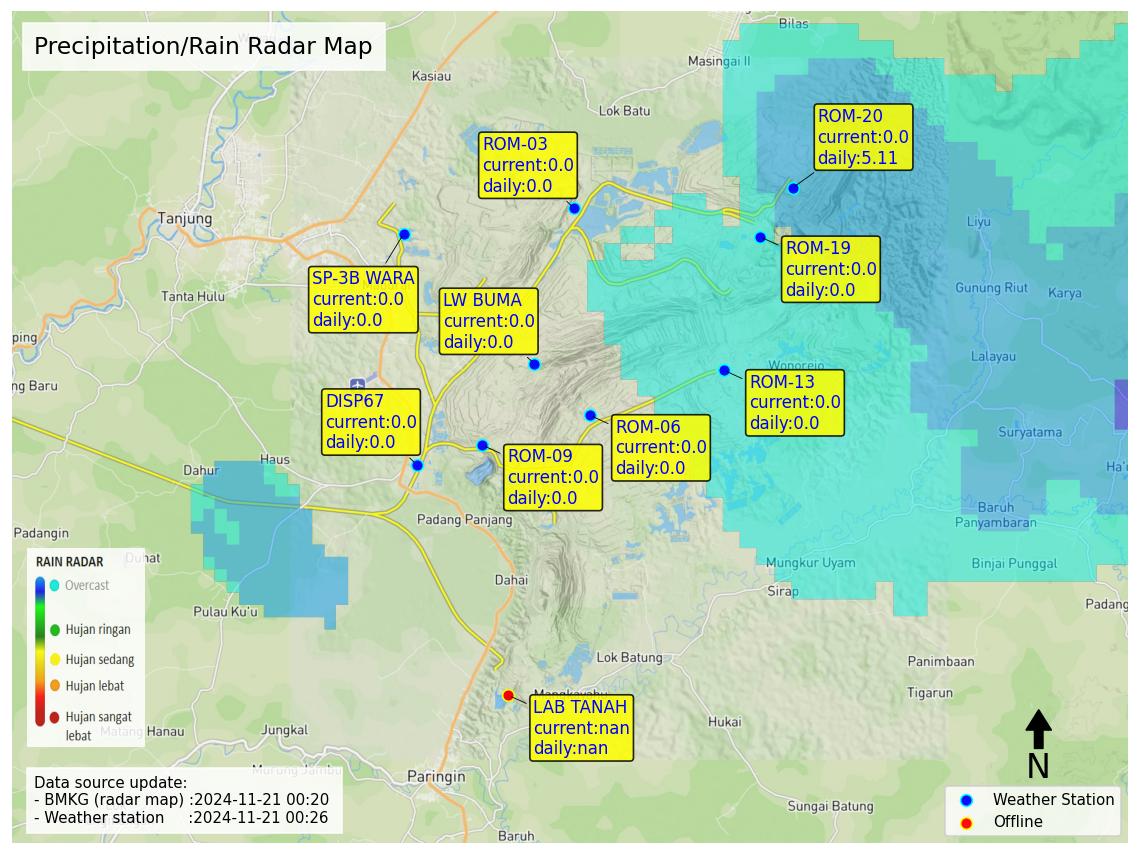 Precipitation/Rain Radar Map
Bilas
Masingai II
Kasiau
Lok Batu
ROM-20
current:0.0
daily:5.11
ROM-03
current:0.0
daily:0.0
Tanjung
Liyu
ROM-19
current:0.0
daily:0.0
SP-3B WARA
current:0.0
daily:0.0
Tanta Hulu
LW BUMA
current:0.0
daily:0.0
Gunung Riut
Karya
ping
Lalayau
Wonorejo
ng Baru
ROM-13
current:0.0
daily:0.0
DISP67
current:0.0
daily:0.0
ROM-06
current:0.0
daily:0.0
Suryatama
Haus
Dahur
ROM-09
current:0.0
daily:0.0
Ha'u
Baruh
Panyambaran
Padang Panjang
Padangin
Duhat
Mungkur Uyam
Binjai Punggal
Dahai
Sirap
Padang
Pulau Ku'u
RAIN RADAR
Overcast
Hujan ringan
Hujan sedang
Hujan lebat
Hujan sangat
lebat
Lok Batung
Panimbaan
Tigarun
Mangkayahu
LAB TANAH
current:nan
daily:nan
Hukai
Matang Hanau
Jungkal
Murung Jambu
Paringin
N
Data source update:
- BMKG (radar map) :2024-11-21 00:20
- Weather station :2024-11-21 00:26
Sungai Batung
Baruh
Weather Station
Offline